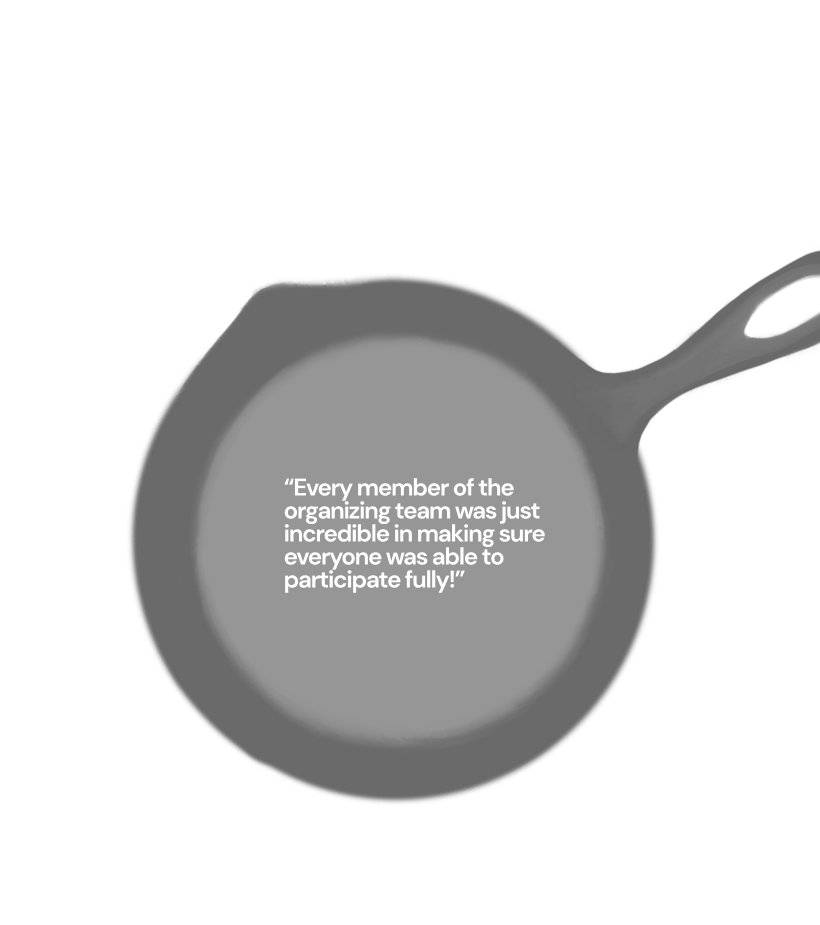 “Every member of the
organizing team was just
incredible in making sure
everyone was able to
participate fully!”